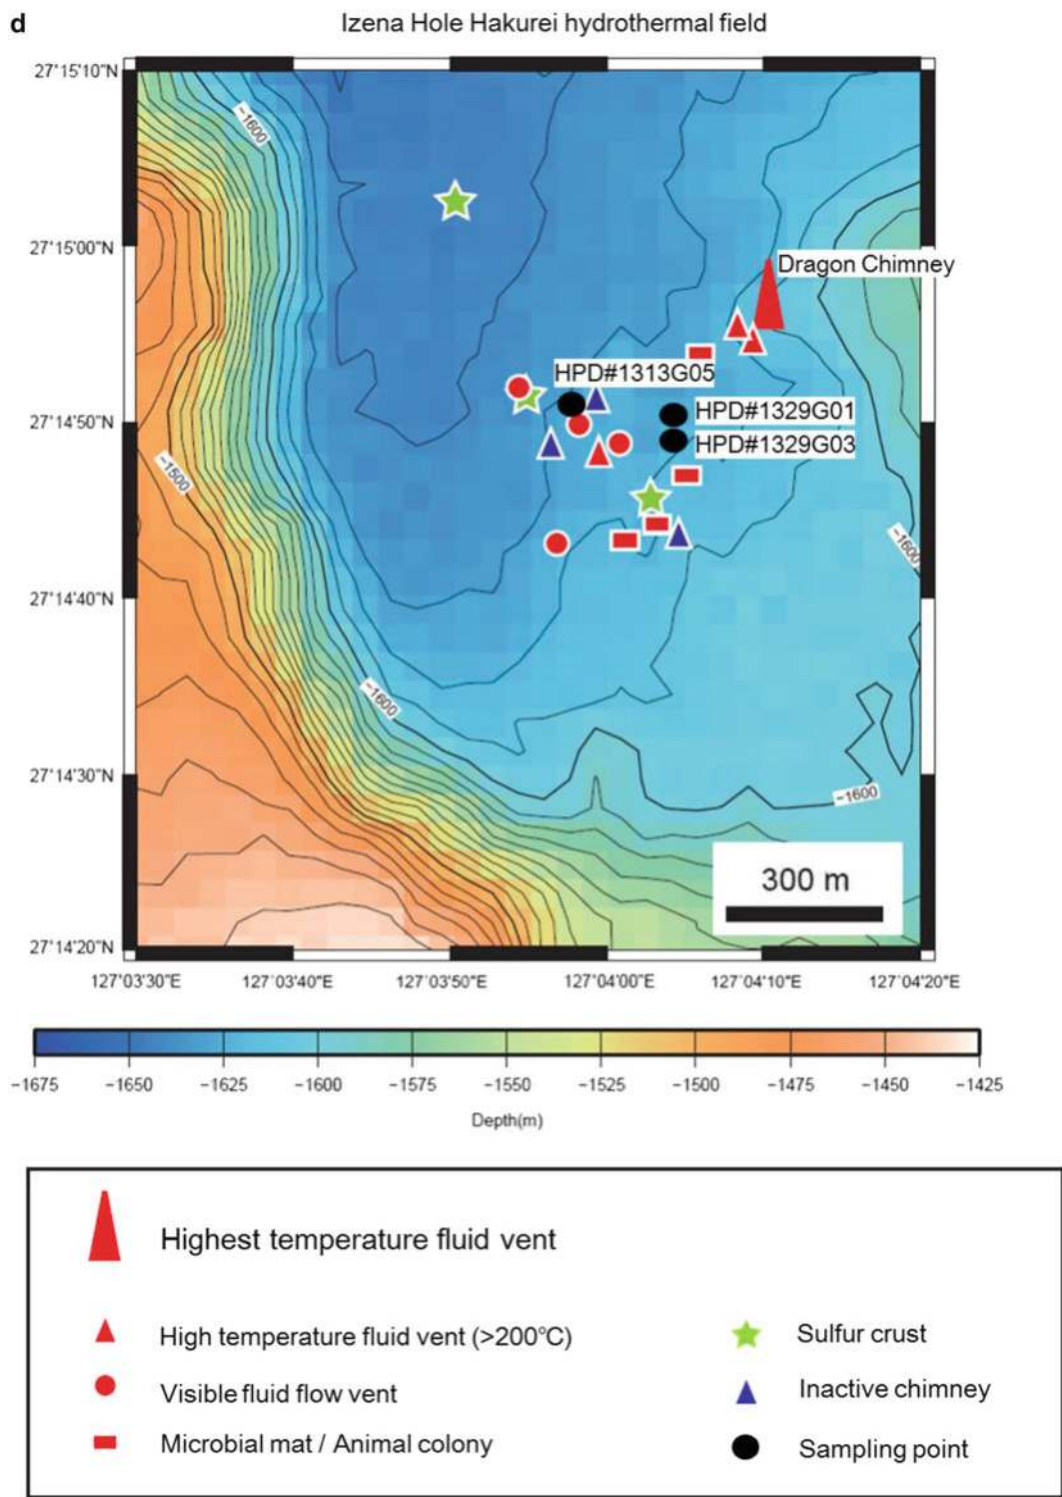 d
Izena Hole Hakurei hydrothermal field
27°15'10"N
27°15'00"N
27°14'50"N
27°14'40"N
27°14'30"N
27°14'20"N
−1600
−1500
−1600
−1600
−1600
Dragon Chimney
HPD#1313G05
HPD#1329G01
HPD#1329G03
300 m
127°03'30"E
127°03'40"E
127°03'50"E
127°04'00"E
127°04'10"E
127°04'20"E
−1675
−1650
−1625
−1600
−1575
−1550
−1525
−1500
−1475
−1450
−1425
Depth(m)
Highest temperature fluid vent
High temperature fluid vent (>200℃)
Visible fluid flow vent
Microbial mat / Animal colony
Sulfur crust
Inactive chimney
Sampling point